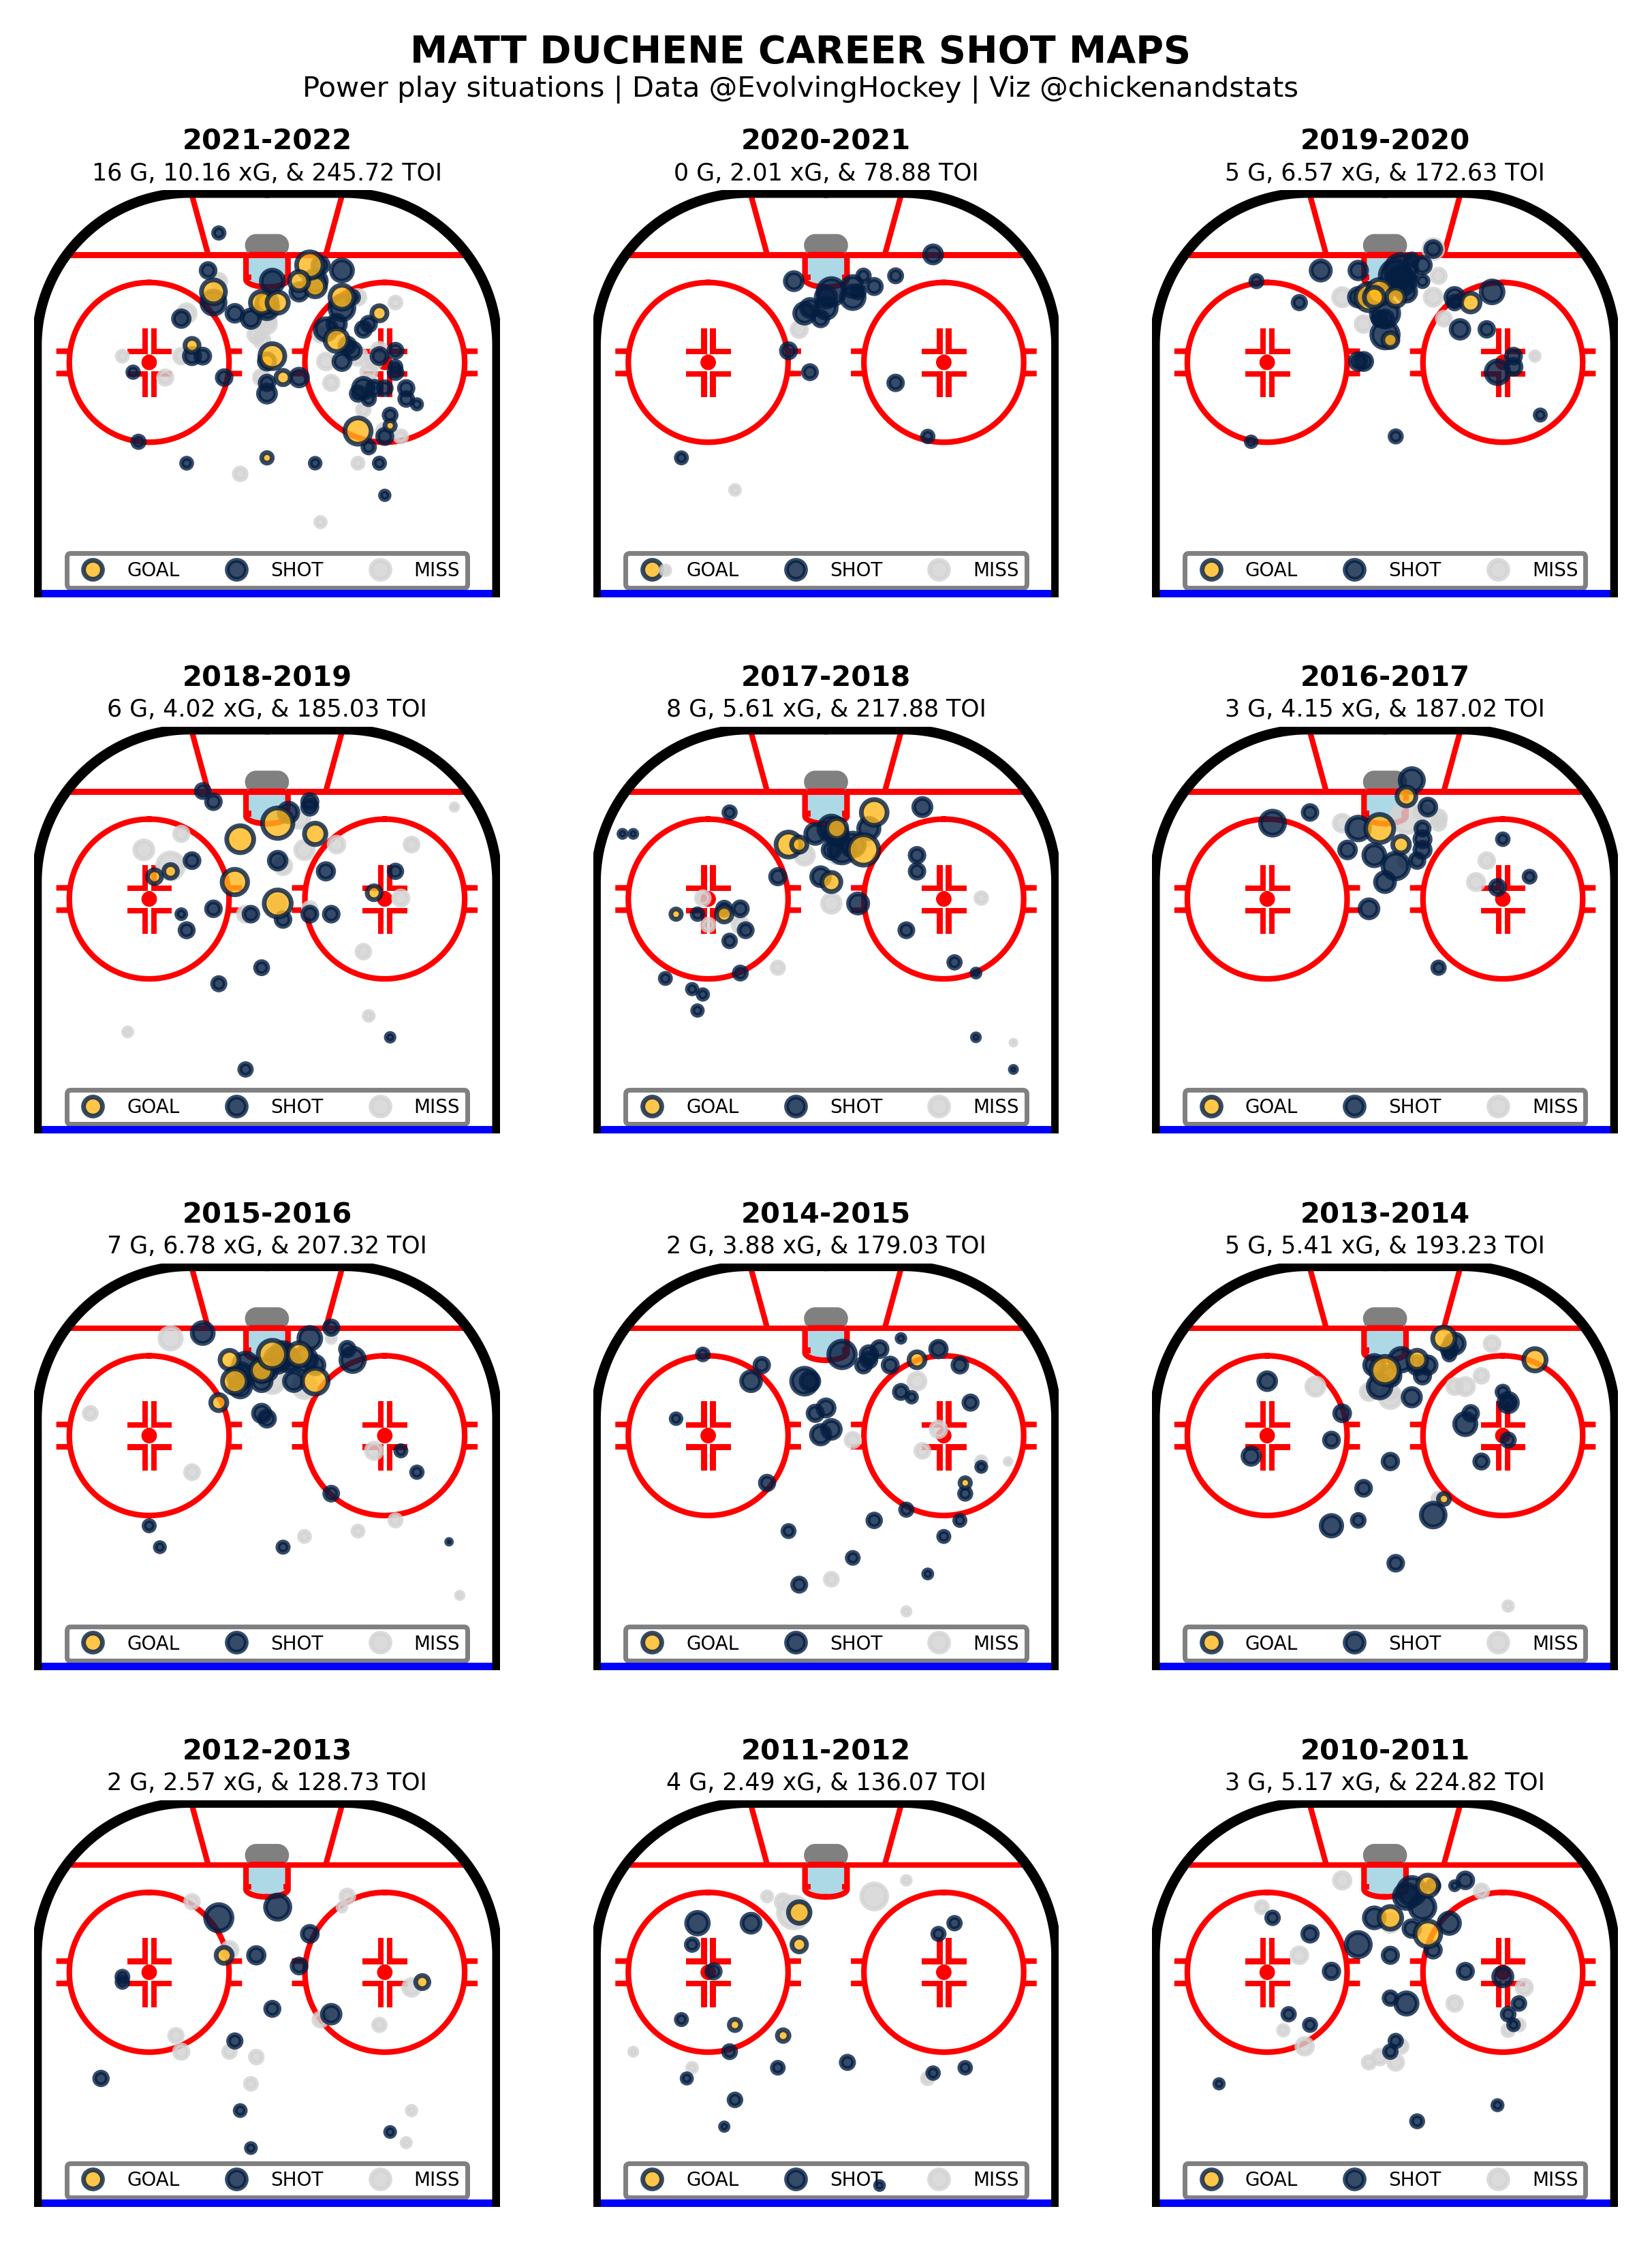 MATT DUCHENE CAREER SHOT MAPS
Power play situations | Data @EvolvingHockey | Viz @chickenandstats
2021-2022
16 G, 10.16 xG, & 245.72 TOI
GOAL SHOT MISS
2020-2021
0 G, 2.01 xG, & 78.88 TOI
GOAL SHOT MISS
2019-2020
5 G, 6.57 xG, & 172.63 TOI
GOAL SHOT MISS
2018-2019
6 G, 4.02 xG, & 185.03 TOI
GOAL SHOT MISS
2017-2018
8 G, 5.61 xG, & 217.88 TOI
GOAL SHOT MISS
2016-2017
3 G, 4.15 xG, & 187.02 TOI
GOAL SHOT MISS
2015-2016
7 G, 6.78 xG, & 207.32 TOI
GOAL SHOT MISS
2014-2015
2 G, 3.88 xG, & 179.03 TOI
GOAL SHOT MISS
2013-2014
5 G, 5.41 xG, & 193.23 TOI
GOAL SHOT MISS
2012-2013
2 G, 2.57 xG, & 128.73 TOI
GOAL SHOT MISS
2011-2012
4 G, 2.49 xG, & 136.07 TOI
GOAL SHOT MISS
2010-2011
3 G, 5.17 xG, & 224.82 TOI
GOAL SHOT MISS